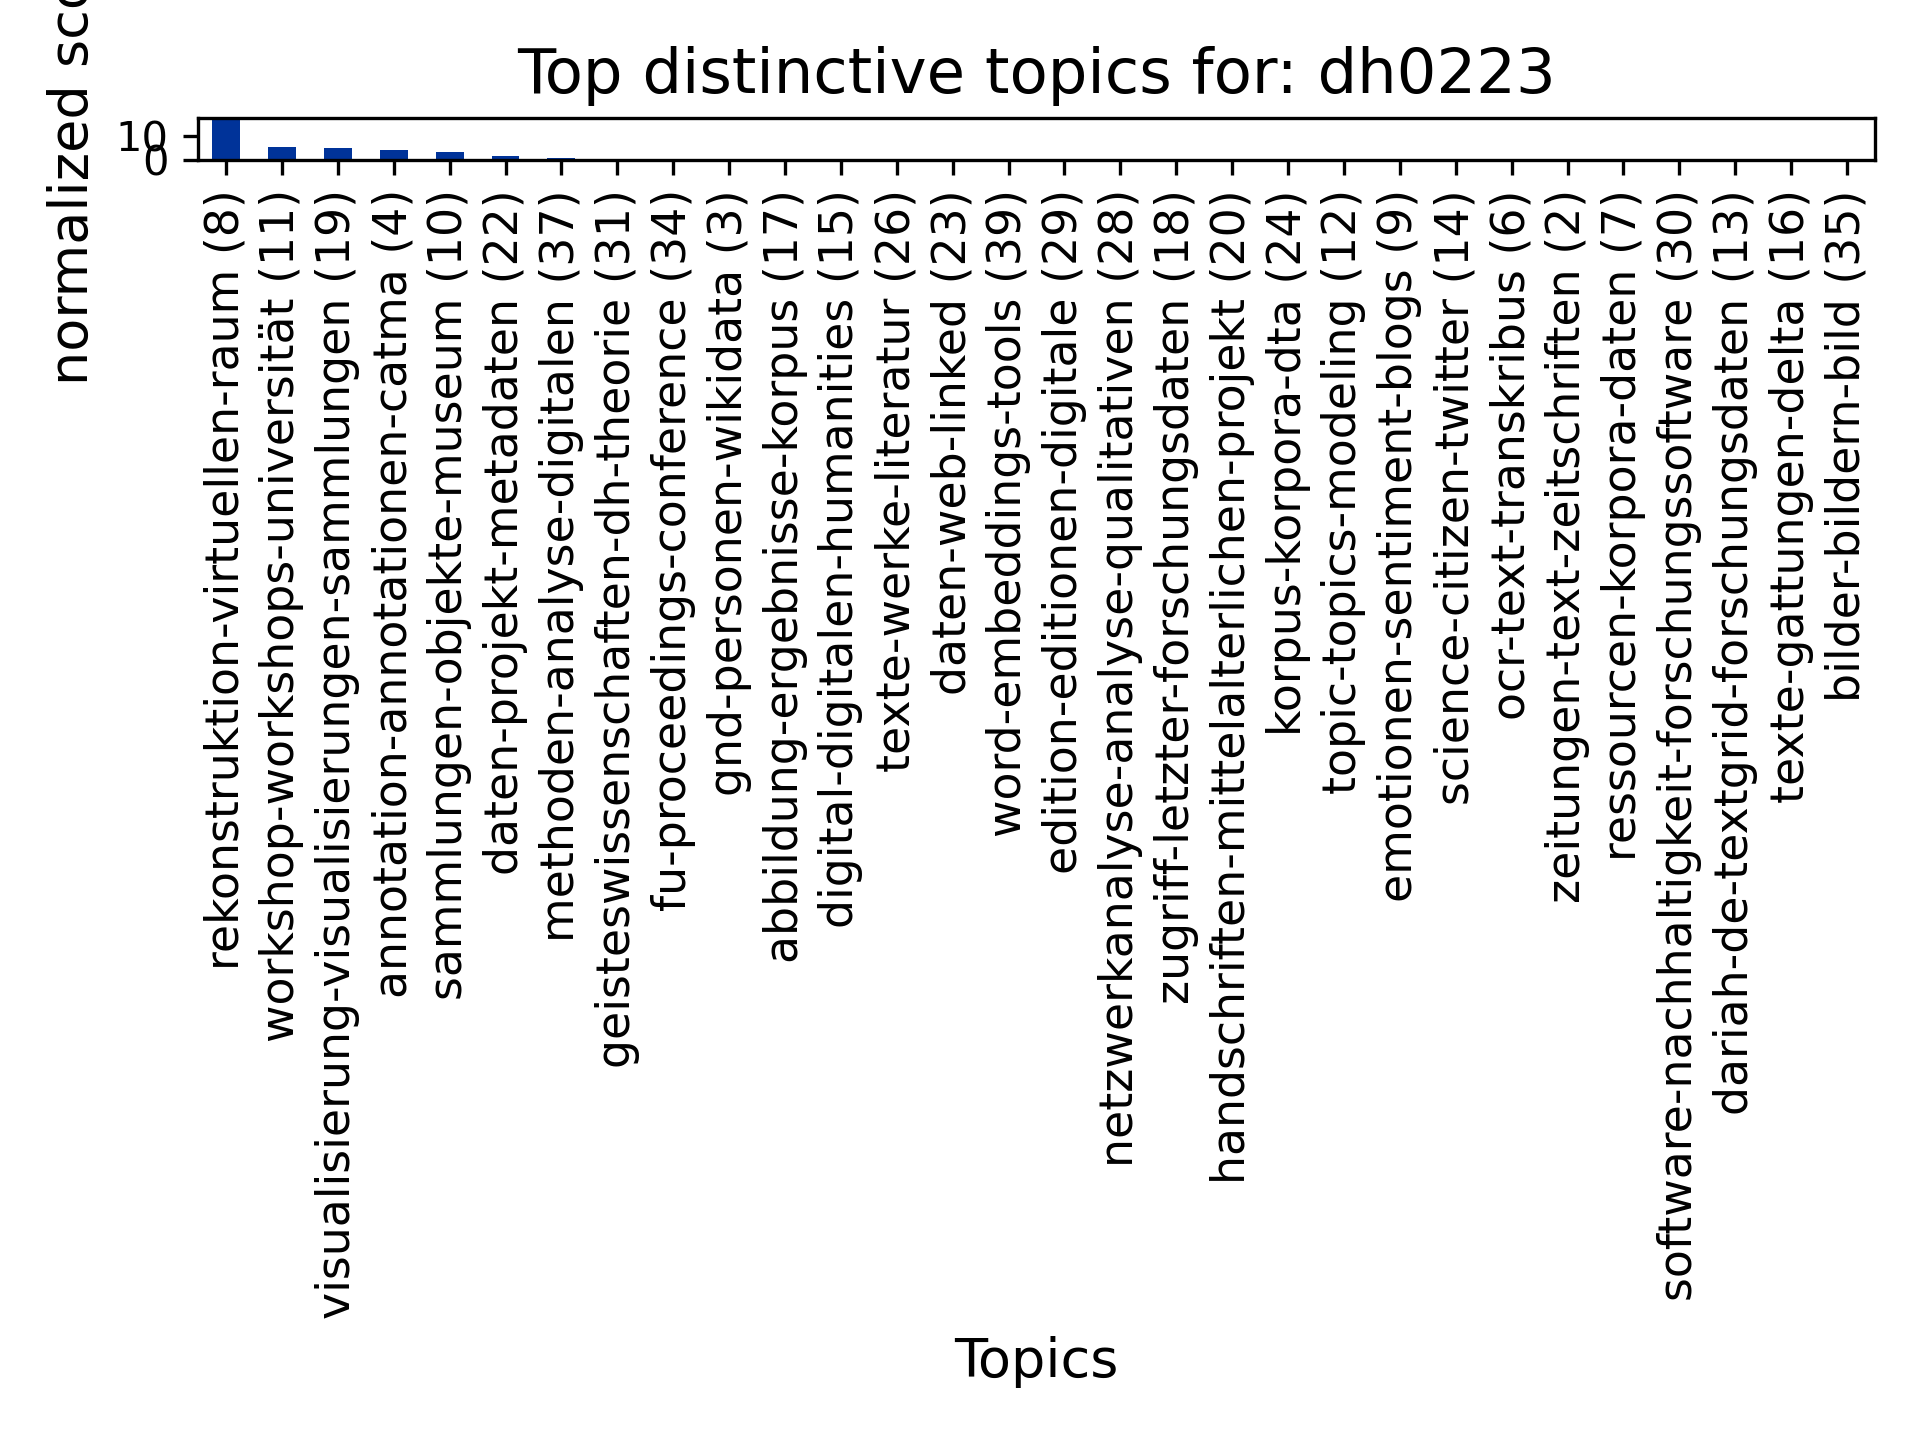 Top distinctive topics for: dh0223
normalized
10
0
rekonstruktion-virtuellen-raum (8)
workshop-workshops-universität (11)
visualisierung-visualisierungen-sammlungen (19)
annotation-annotationen-catma (4)
sammlungen-objekte-museum (10)
daten-projekt-metadaten (22)
methoden-analyse-digitalen (37)
geisteswissenschaften-dh-theorie (31)
fu-proceedings-conference (34)
gnd-personen-wikidata (3)
abbildung-ergebnisse-korpus (17)
digital-digitalen-humanities (15)
texte-werke-literatur (26)
daten-web-linked (23)
word-embeddings-tools (39)
edition-editionen-digitale (29)
netzwerkanalyse-analyse-qualitativen (28)
zugriff-letzter-forschungsdaten (18)
handschriften-mittelalterlichen-projekt (20)
korpus-korpora-dta (24)
topic-topics-modeling (12)
emotionen-sentiment-blogs (9)
science-citizen-twitter (14)
ocr-text-transkribus (6)
zeitungen-text-zeitschriften (2)
ressourcen-korpora-daten (7)
software-nachhaltigkeit-forschungssoftware (30)
dariah-de-textgrid-forschungsdaten (13)
texte-gattungen-delta (16)
bilder-bildern-bild (35)
Topics